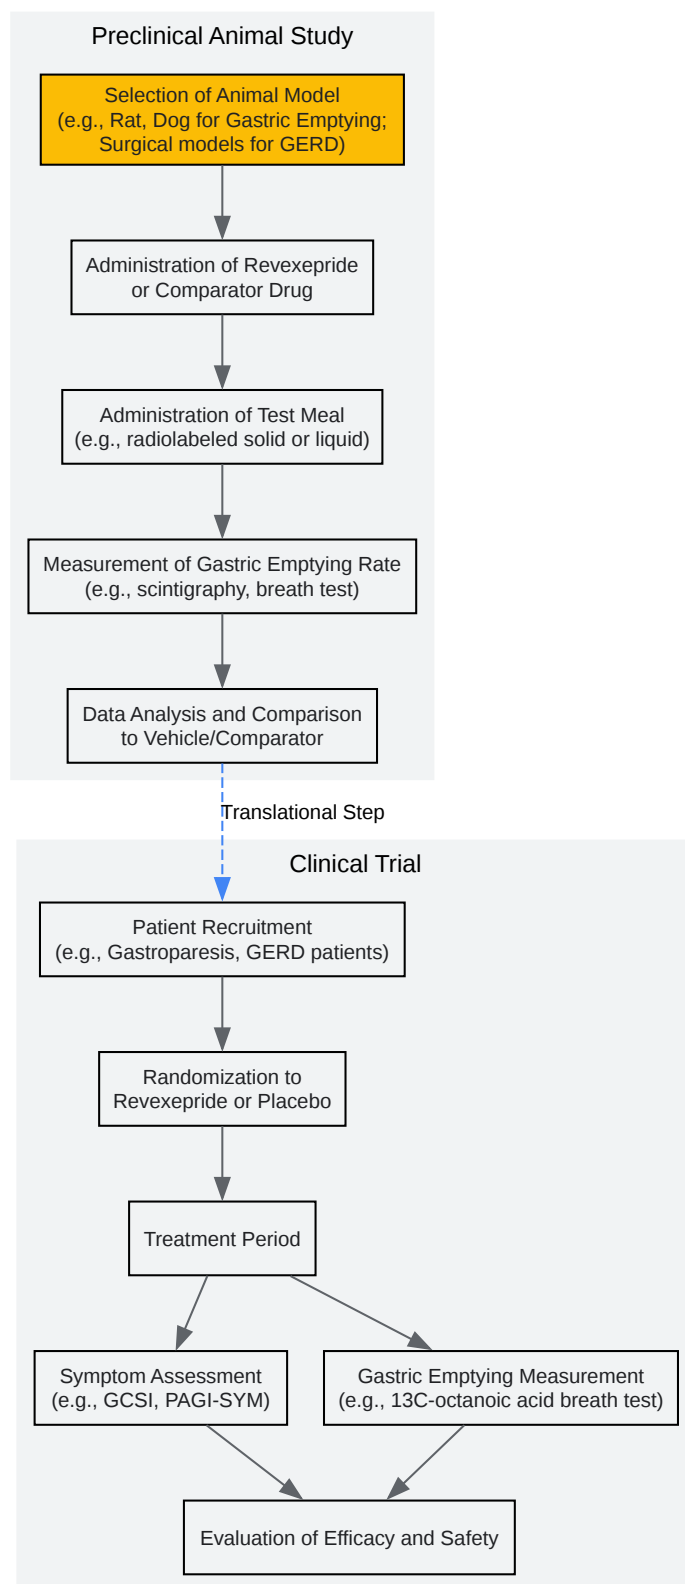 Preclinical Animal Study
Selection of Animal Model
(e.g., Rat, Dog for Gastric Emptying;
Surgical models for GERD)
Administration of Revexepride
or Comparator Drug
Administration of Test Meal
(e.g., radiolabeled solid or liquid)
Measurement of Gastric Emptying Rate
(e.g., scintigraphy, breath test)
Data Analysis and Comparison
to Vehicle/Comparator
Translational Step
Clinical Trial
Patient Recruitment
(e.g., Gastroparesis, GERD patients)
Randomization to
Revexepride or Placebo
Treatment Period
Symptom Assessment
(e.g., GCSI, PAGI-SYM)
Gastric Emptying Measurement
(e.g., 13C-octanoic acid breath test)
Evaluation of Efficacy and Safety